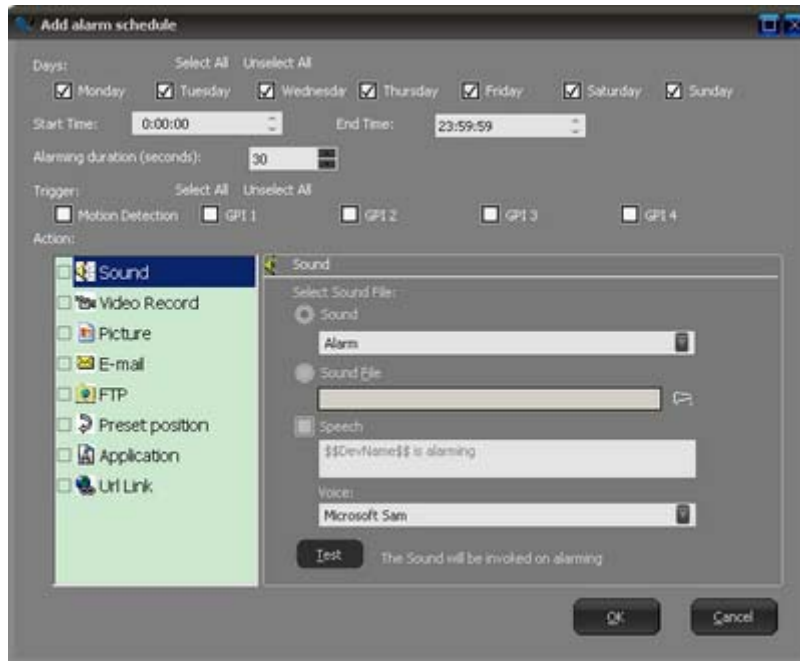 Add alarm schedule
Days: Select All Unselect All
Monday Tuesday Wednesday Thursday Friday Saturday Sunday
Start Time: 0:00:00 End Time: 23:59:59
Alarming duration (seconds): 30
Trigger: Select All Unselect All
Motion Detection GPI 1 GPI 2 GPI 3 GPI 4
Action:
Sound
Video Record
Picture
E-mail
FTP
Preset position
Application
Url Link
Sound
Select Sound File:
Sound
Alarm
Sound File
Speech
$$DevName$$ is alarming
Voice:
Microsoft Sam
Test The Sound will be invoked on alarming
OK Cancel